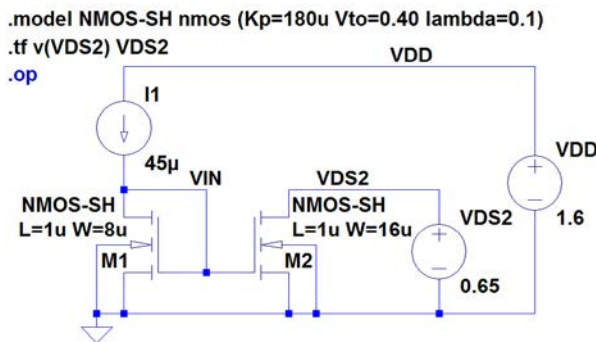 .model NMOS-SH nmos (Kp=180u Vto=0.40 lambda=0.1)
.tf v(VDS2) VDS2
.op
VDD
I1
45µ
VIN
VDS2
VDD
1.6
NMOS-SH
L=1u W=8u
M1
NMOS-SH
L=1u W=16u
M2
VDS2
0.65